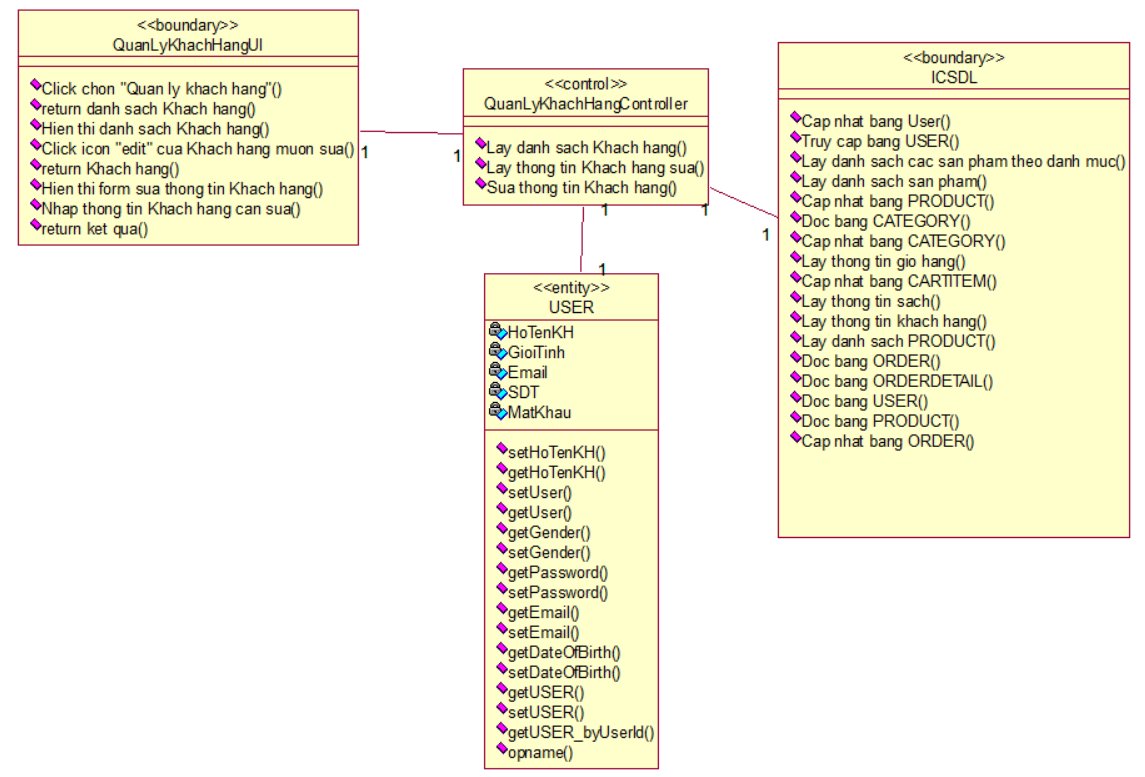 <<boundary>>
QuanLyKhachHangUI
Click chon "Quan ly khach hang"()
return danh sach Khach hang()
Hien thi danh sach Khach hang()
Click icon "edit" cua Khach hang muon sua()
return Khach hang()
Hien thi form sua thong tin Khach hang()
Nhap thong tin Khach hang can sua()
return ket qua()
1
1
<<control>>
QuanLyKhachHangController
Lay danh sach Khach hang()
Lay thong tin Khach hang sua()
Sua thong tin Khach hang()
1
1
1
1
<<boundary>>
ICSDL
Cap nhat bang User()
Truy cap bang USER()
Lay danh sach cac san pham theo danh muc()
Lay danh sach san pham()
Cap nhat bang PRODUCT()
Doc bang CATEGORY()
Cap nhat bang CATEGORY()
Lay thong tin gio hang()
Cap nhat bang CARTITEM()
Lay thong tin sach()
Lay thong tin khach hang()
Lay danh sach PRODUCT()
Doc bang ORDER()
Doc bang ORDERDETAIL()
Doc bang USER()
Doc bang PRODUCT()
Cap nhat bang ORDER()
<<entity>>
USER
HoTenKH
GioiTinh
Email
SDT
MatKhau
setHoTenKH()
getHoTenKH()
setUser()
getUser()
getGender()
setGender()
getPassword()
setPassword()
getEmail()
setEmail()
getDateOfBirth()
setDateOfBirth()
getUSER()
setUSER()
getUSER_byUserId()
opname()